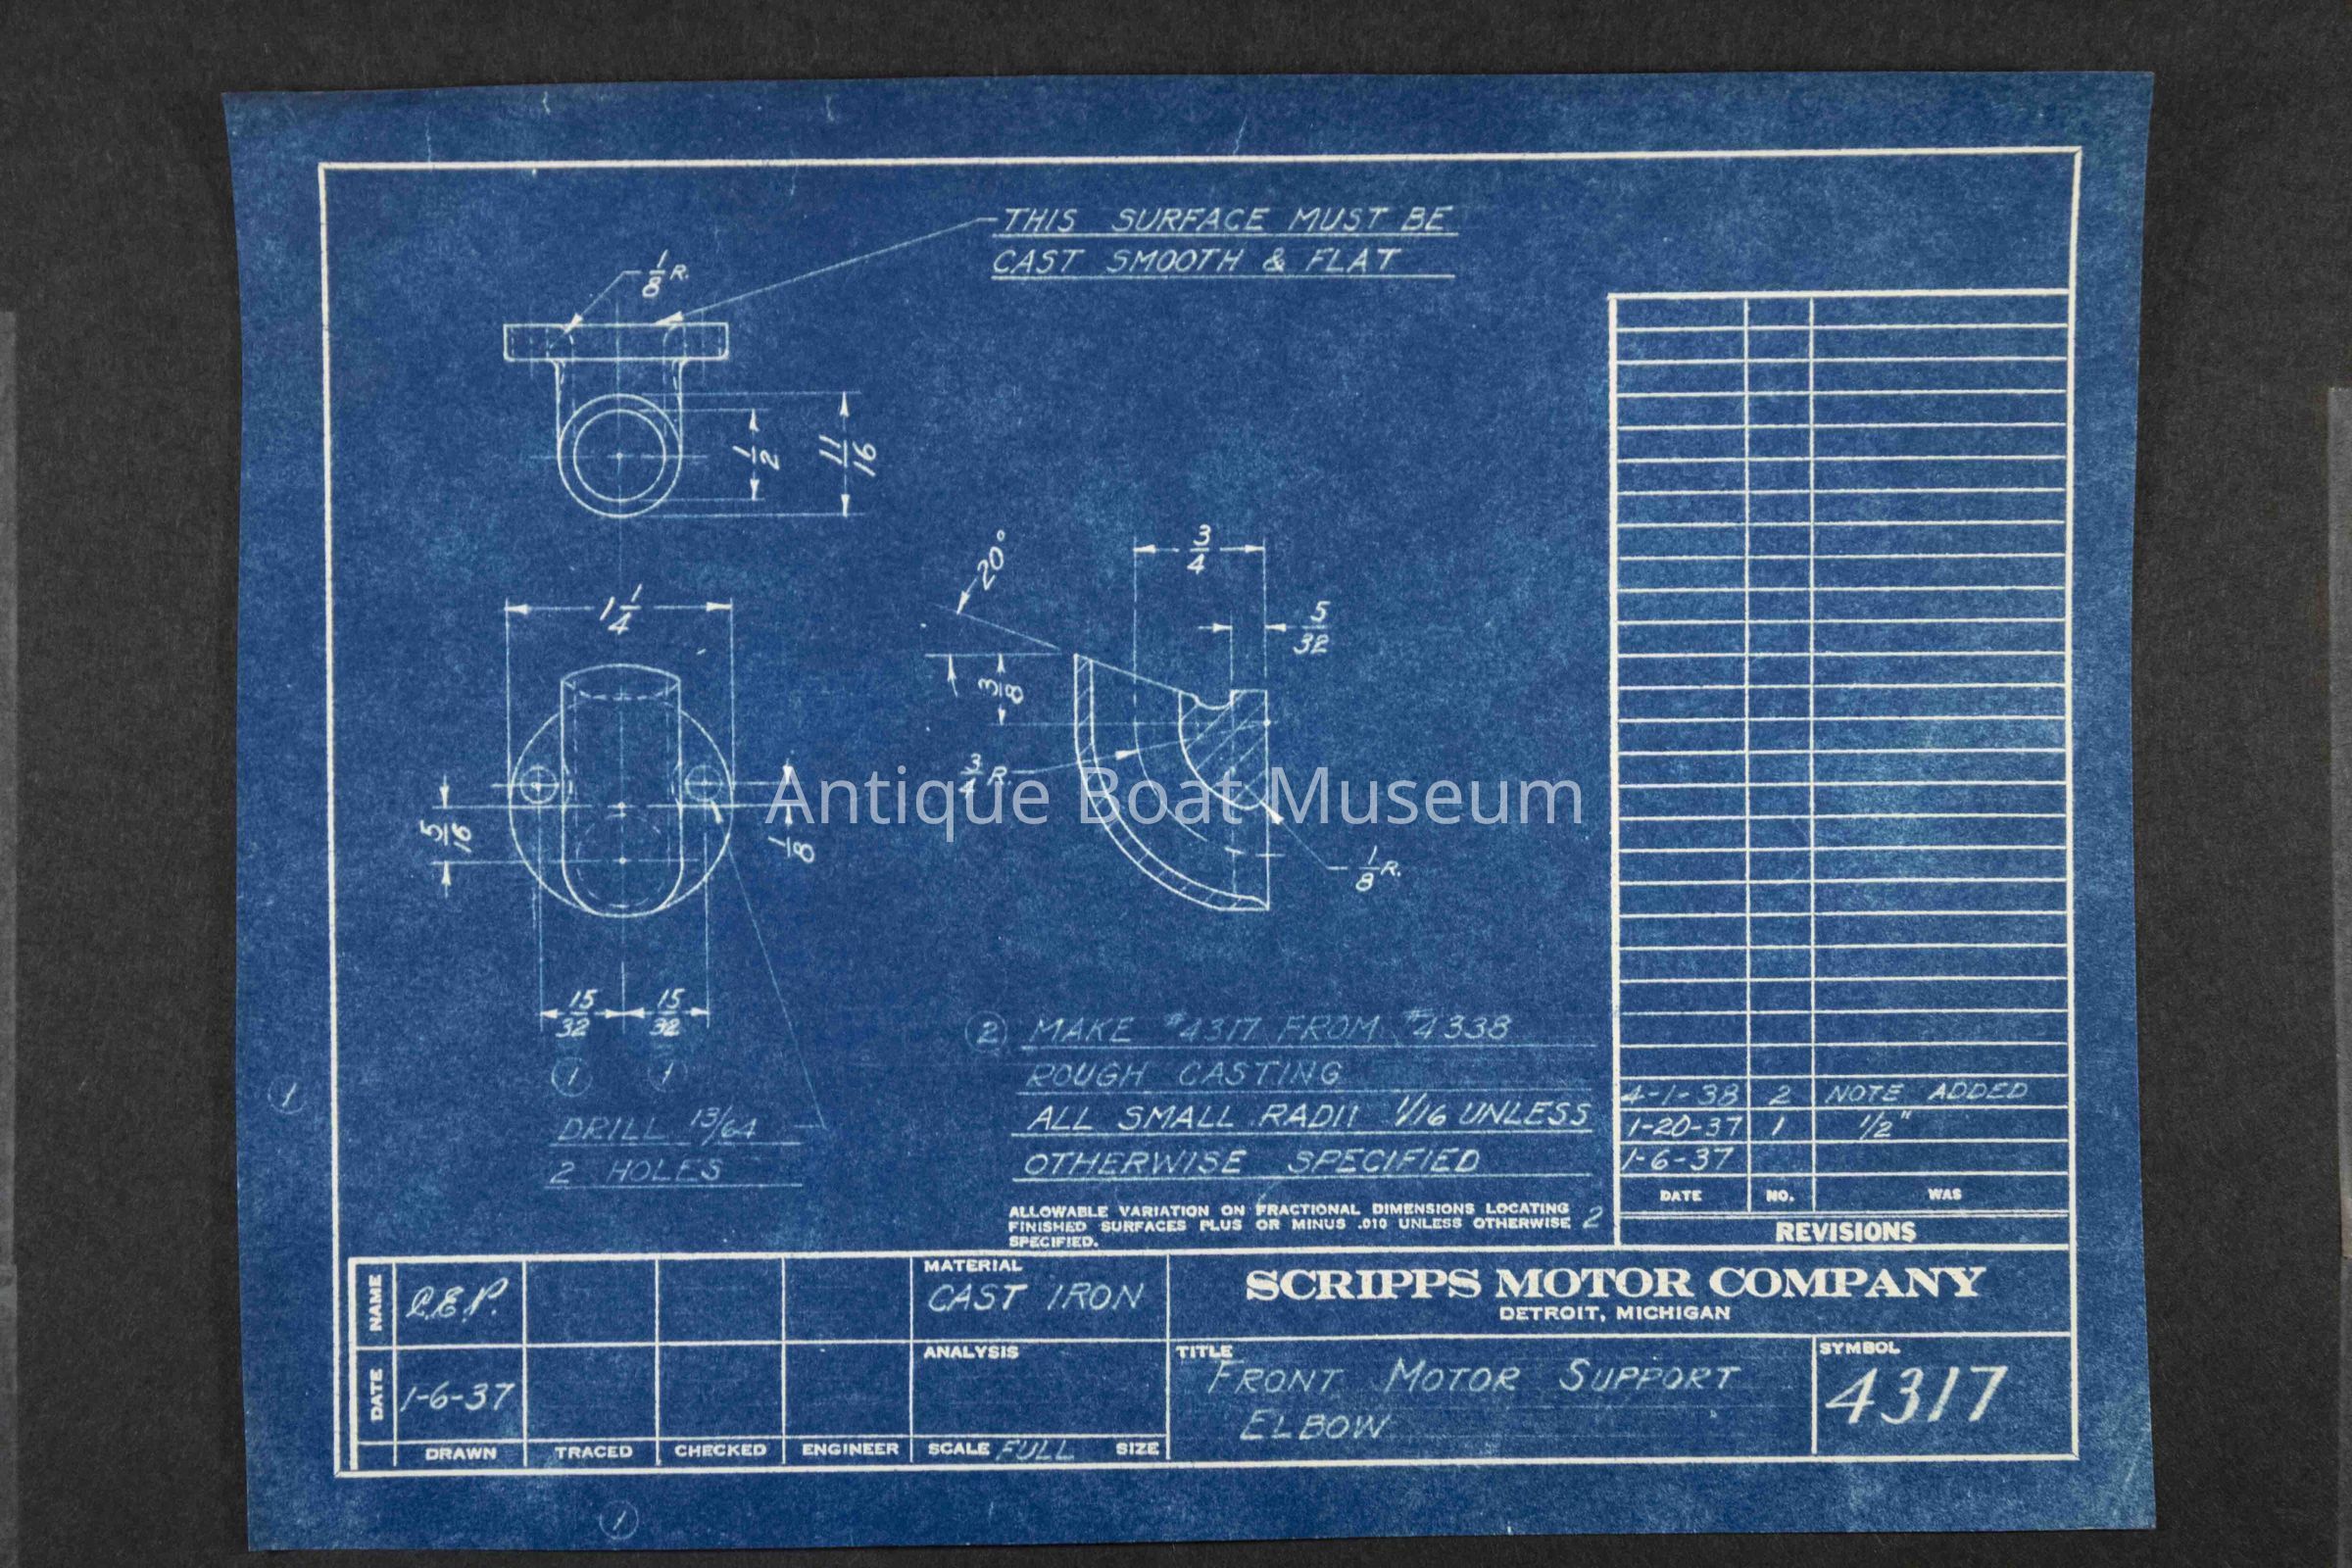 THIS SURFACE MUST BE
CAST SMOOTH & FLAT
1/8 R.
1/2
11/16
20°
3/4
5/32
1 1/4
3/8
3/4 R.
Antique Boat Museum
5/16
1/8
1/8 R.
15/32 15/32
1 1
1
DRILL 13/64
2 HOLES
2 MAKE #4317 FROM #4338
ROUGH CASTING
ALL SMALL RADII 1/16 UNLESS
OTHERWISE SPECIFIED
ALLOWABLE VARIATION ON FRACTIONAL DIMENSIONS LOCATING
FINISHED SURFACES PLUS OR MINUS .010 UNLESS OTHERWISE 2
SPECIFIED.
4-1-38 2 NOTE ADDED
1-20-37 1 1/2"
1-6-37
DATE NO. WAS
REVISIONS
NAME
DATE
1-6-37
DRAWN TRACED CHECKED ENGINEER
MATERIAL
CAST IRON
ANALYSIS
SCALE FULL SIZE
SCRIPPS MOTOR COMPANY
DETROIT, MICHIGAN
TITLE
FRONT MOTOR SUPPORT
ELBOW
SYMBOL
4317
1